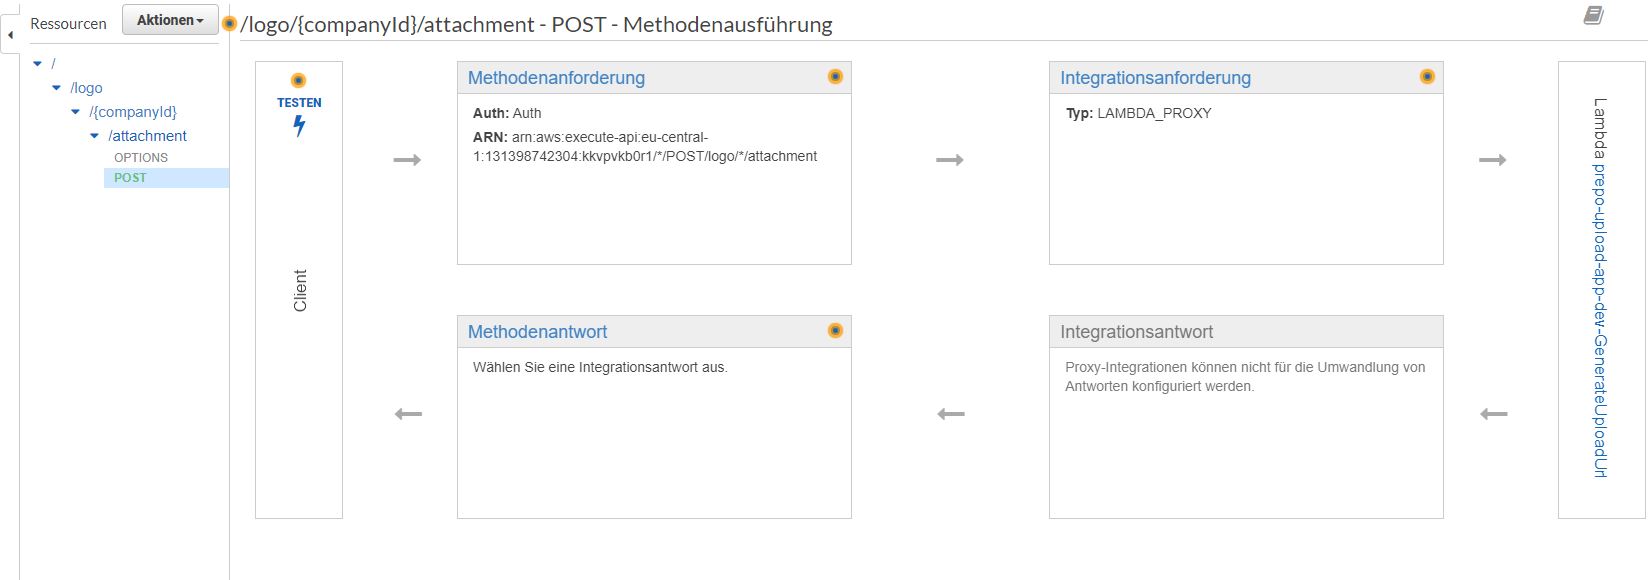 Ressourcen
Aktionen
/logo/{companyId}/attachment - POST - Methodenausführung
/
/logo
/{companyId}
/attachment
OPTIONS
POST
TESTEN
Client
Methodenanforderung
Auth: Auth
ARN: arn:aws:execute-api:eu-central-
1:131398742304:kkvpvkb0r1/*/POST/logo/*/attachment
Integrationsanforderung
Typ: LAMBDA_PROXY
Lambda prepo-upload-app-dev-GenerateUploadUrl
Methodenantwort
Wählen Sie eine Integrationsantwort aus.
Integrationsantwort
Proxy-Integrationen können nicht für die Umwandlung von
Antworten konfiguriert werden.